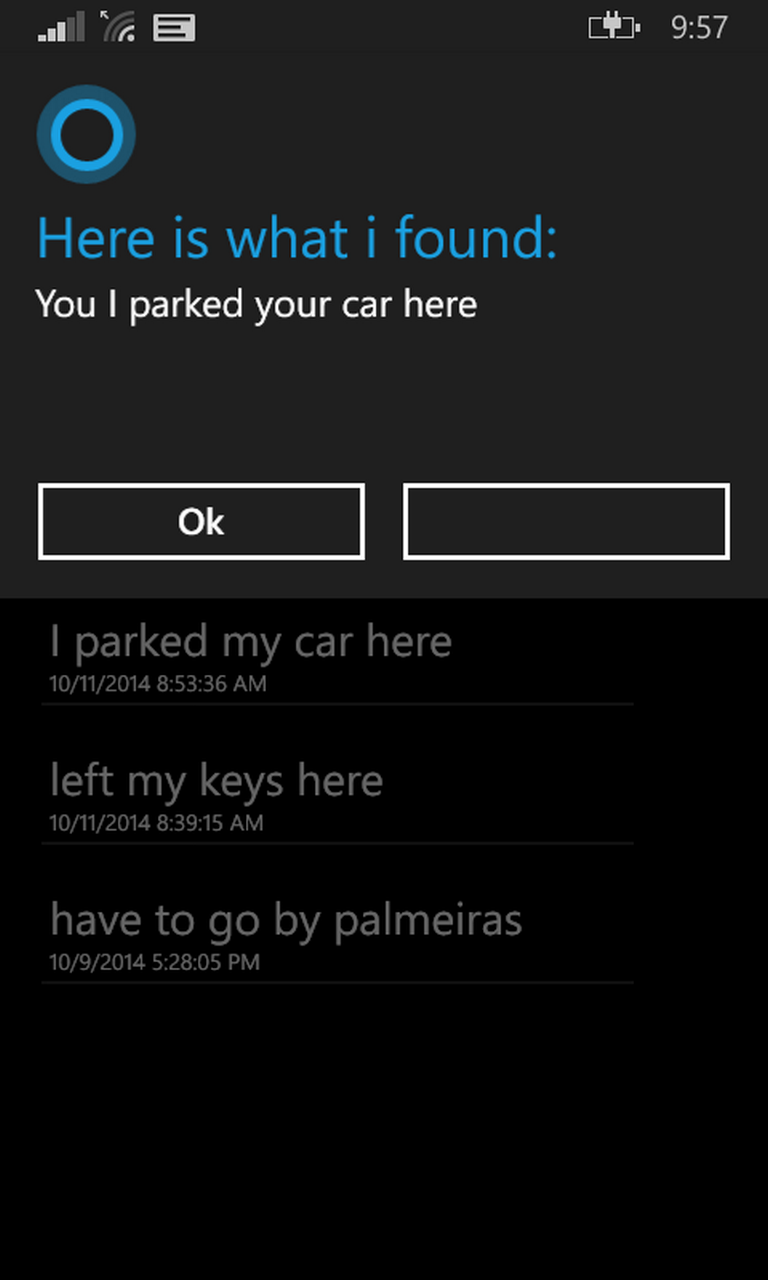 9:57
Here is what i found:
You I parked your car here
Ok
I parked my car here
10/11/2014 8:53:36 AM
left my keys here
10/11/2014 8:39:15 AM
have to go by palmeiras
10/9/2014 5:28:05 PM